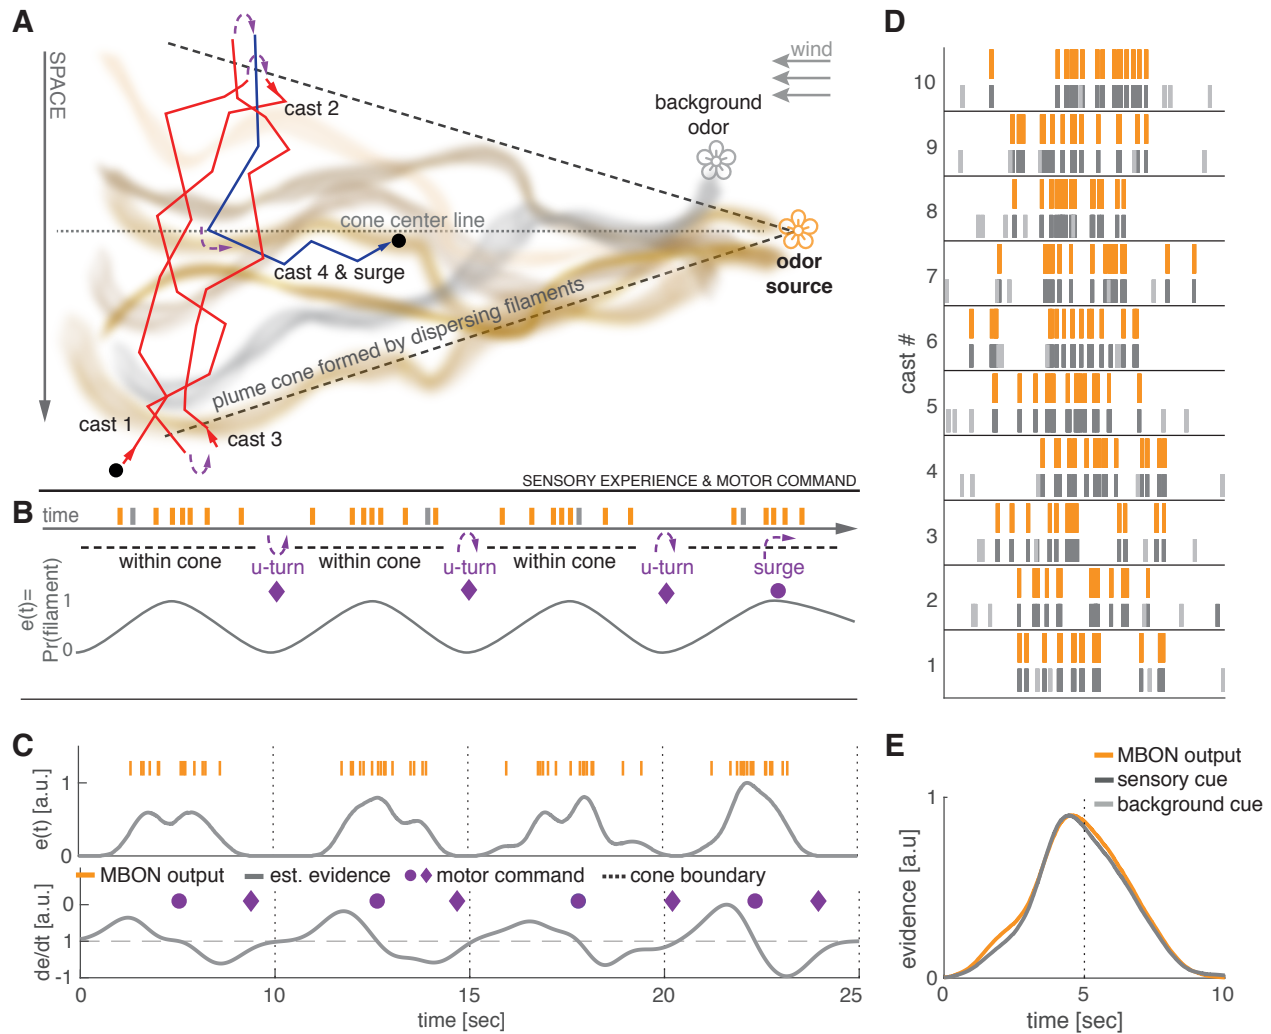 A
SPACE
wind
background
odor
cast 2
cone center line
odor
source
cast 4 & surge
plume cone formed by dispersing filaments
cast 1
cast 3
SENSORY EXPERIENCE & MOTOR COMMAND
B
time
within cone
u-turn
within cone
u-turn
within cone
u-turn
surge
e(t)=
Pr(filament)
1
0
C
e(t) [a.u.]
1
0
MBON output
est. evidence
motor command
cone boundary
de/dt [a.u.]
0
1
-1
0
10
15
20
25
time [sec]
D
cast #
10
9
8
7
6
5
4
3
2
1
E
MBON output
sensory cue
background cue
evidence [a.u]
1
0
0
5
10
time [sec]